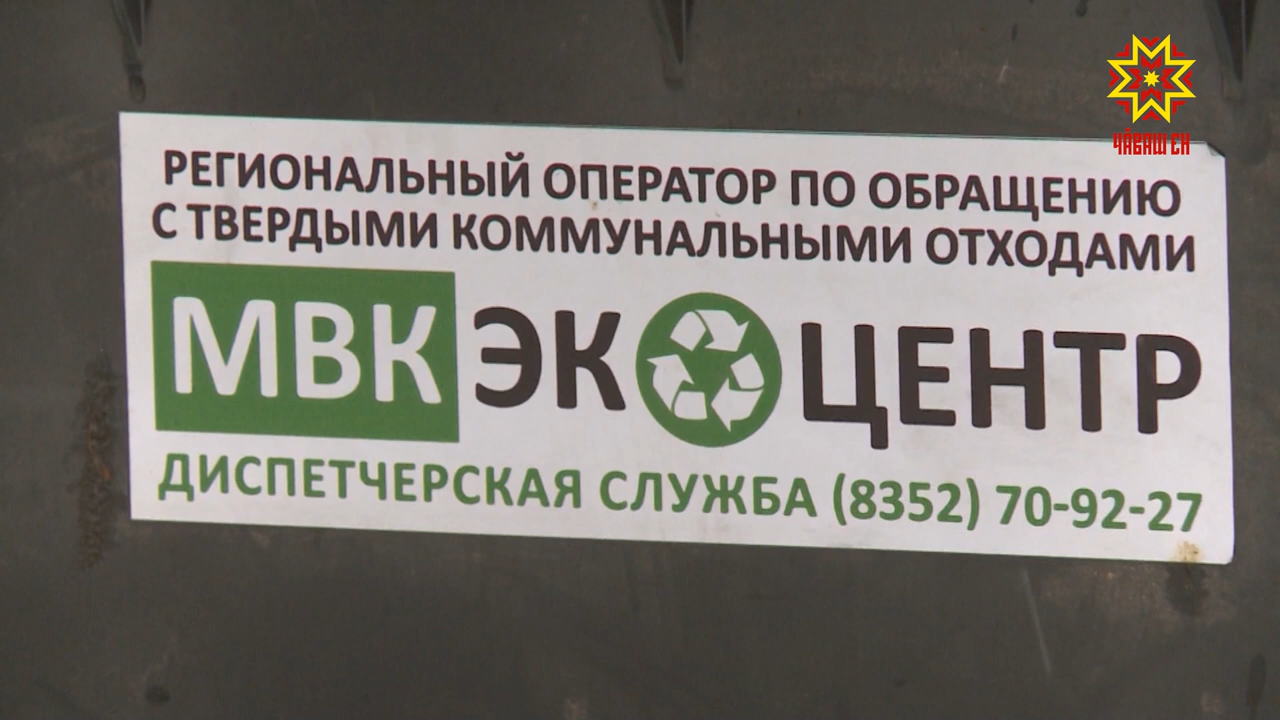 ЧӐВАШ ЕН
РЕГИОНАЛЬНЫЙ ОПЕРАТОР ПО ОБРАЩЕНИЮ
С ТВЕРДЫМИ КОММУНАЛЬНЫМИ ОТХОДАМИ
МВК ЭКОЦЕНТР
ДИСПЕТЧЕРСКАЯ СЛУЖБА (8352) 70-92-27